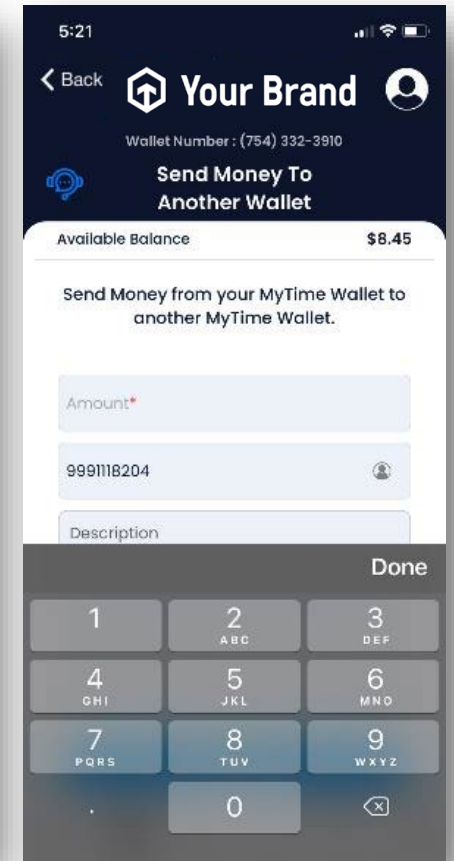 5:21
Back
Your Brand
Wallet Number : (754) 332-3910
Send Money To
Another Wallet
Available Balance $8.45
Send Money from your MyTime Wallet to
another MyTime Wallet.
Amount*
9991118204
Description
Done
1 2 3
ABC DEF
4 5 6
GHI JKL MNO
7 8 9
PQRS TUV WXYZ
. 0